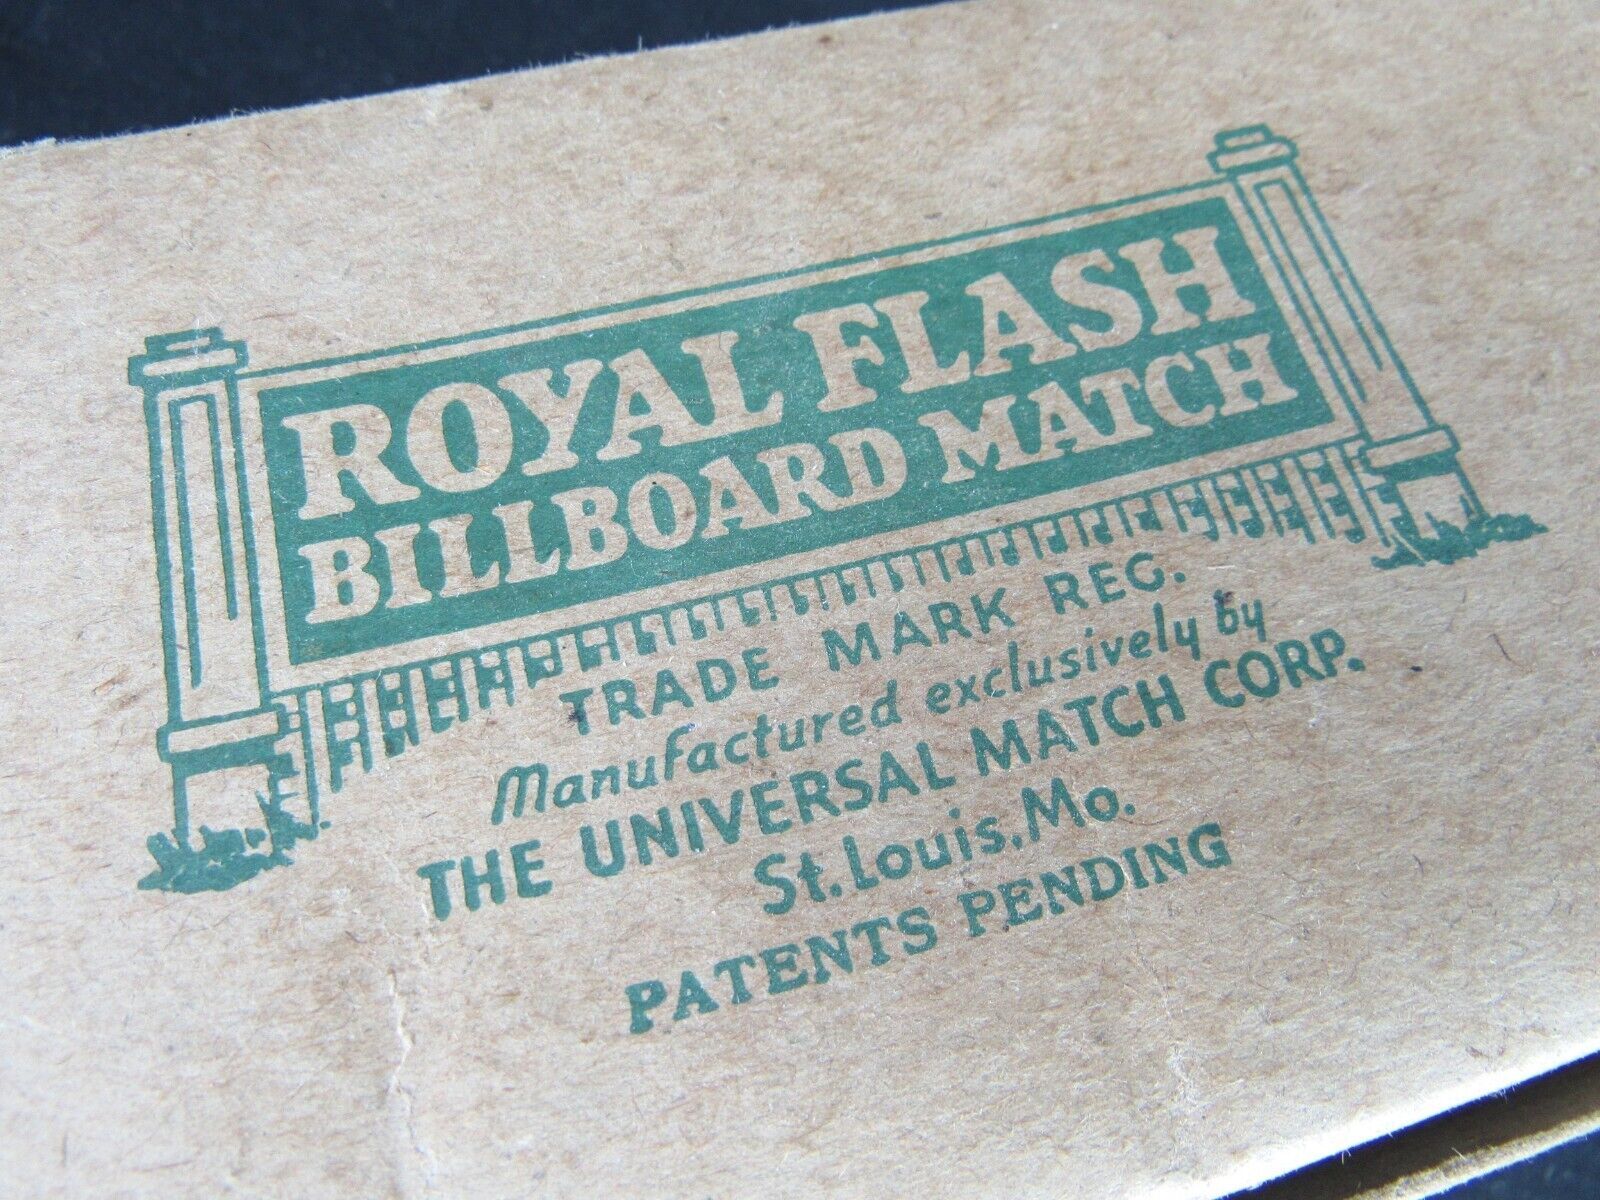 ROYAL FLASH
BILLBOARD MATCH
TRADE MARK REG.
Manufactured exclusively by
THE UNIVERSAL MATCH CORP.
St. Louis, Mo.
PATENTS PENDING